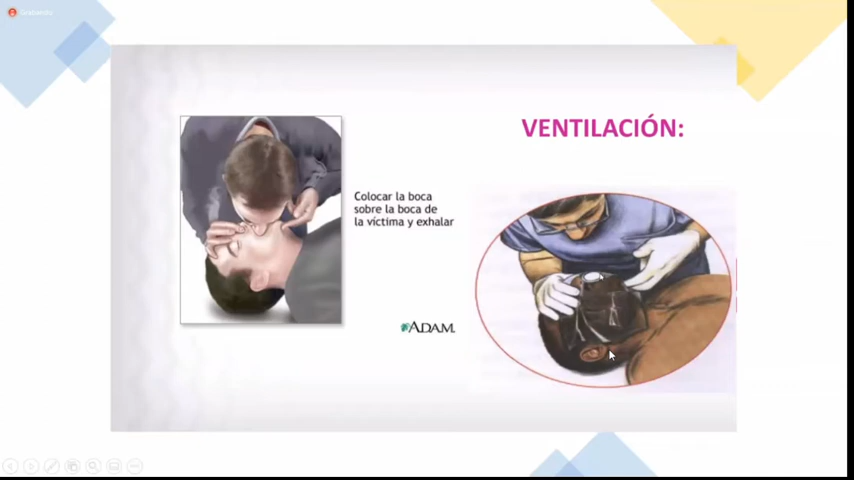 VENTILACIÓN:
Colocar la boca
sobre la boca de
la víctima y exhalar
ADAM.